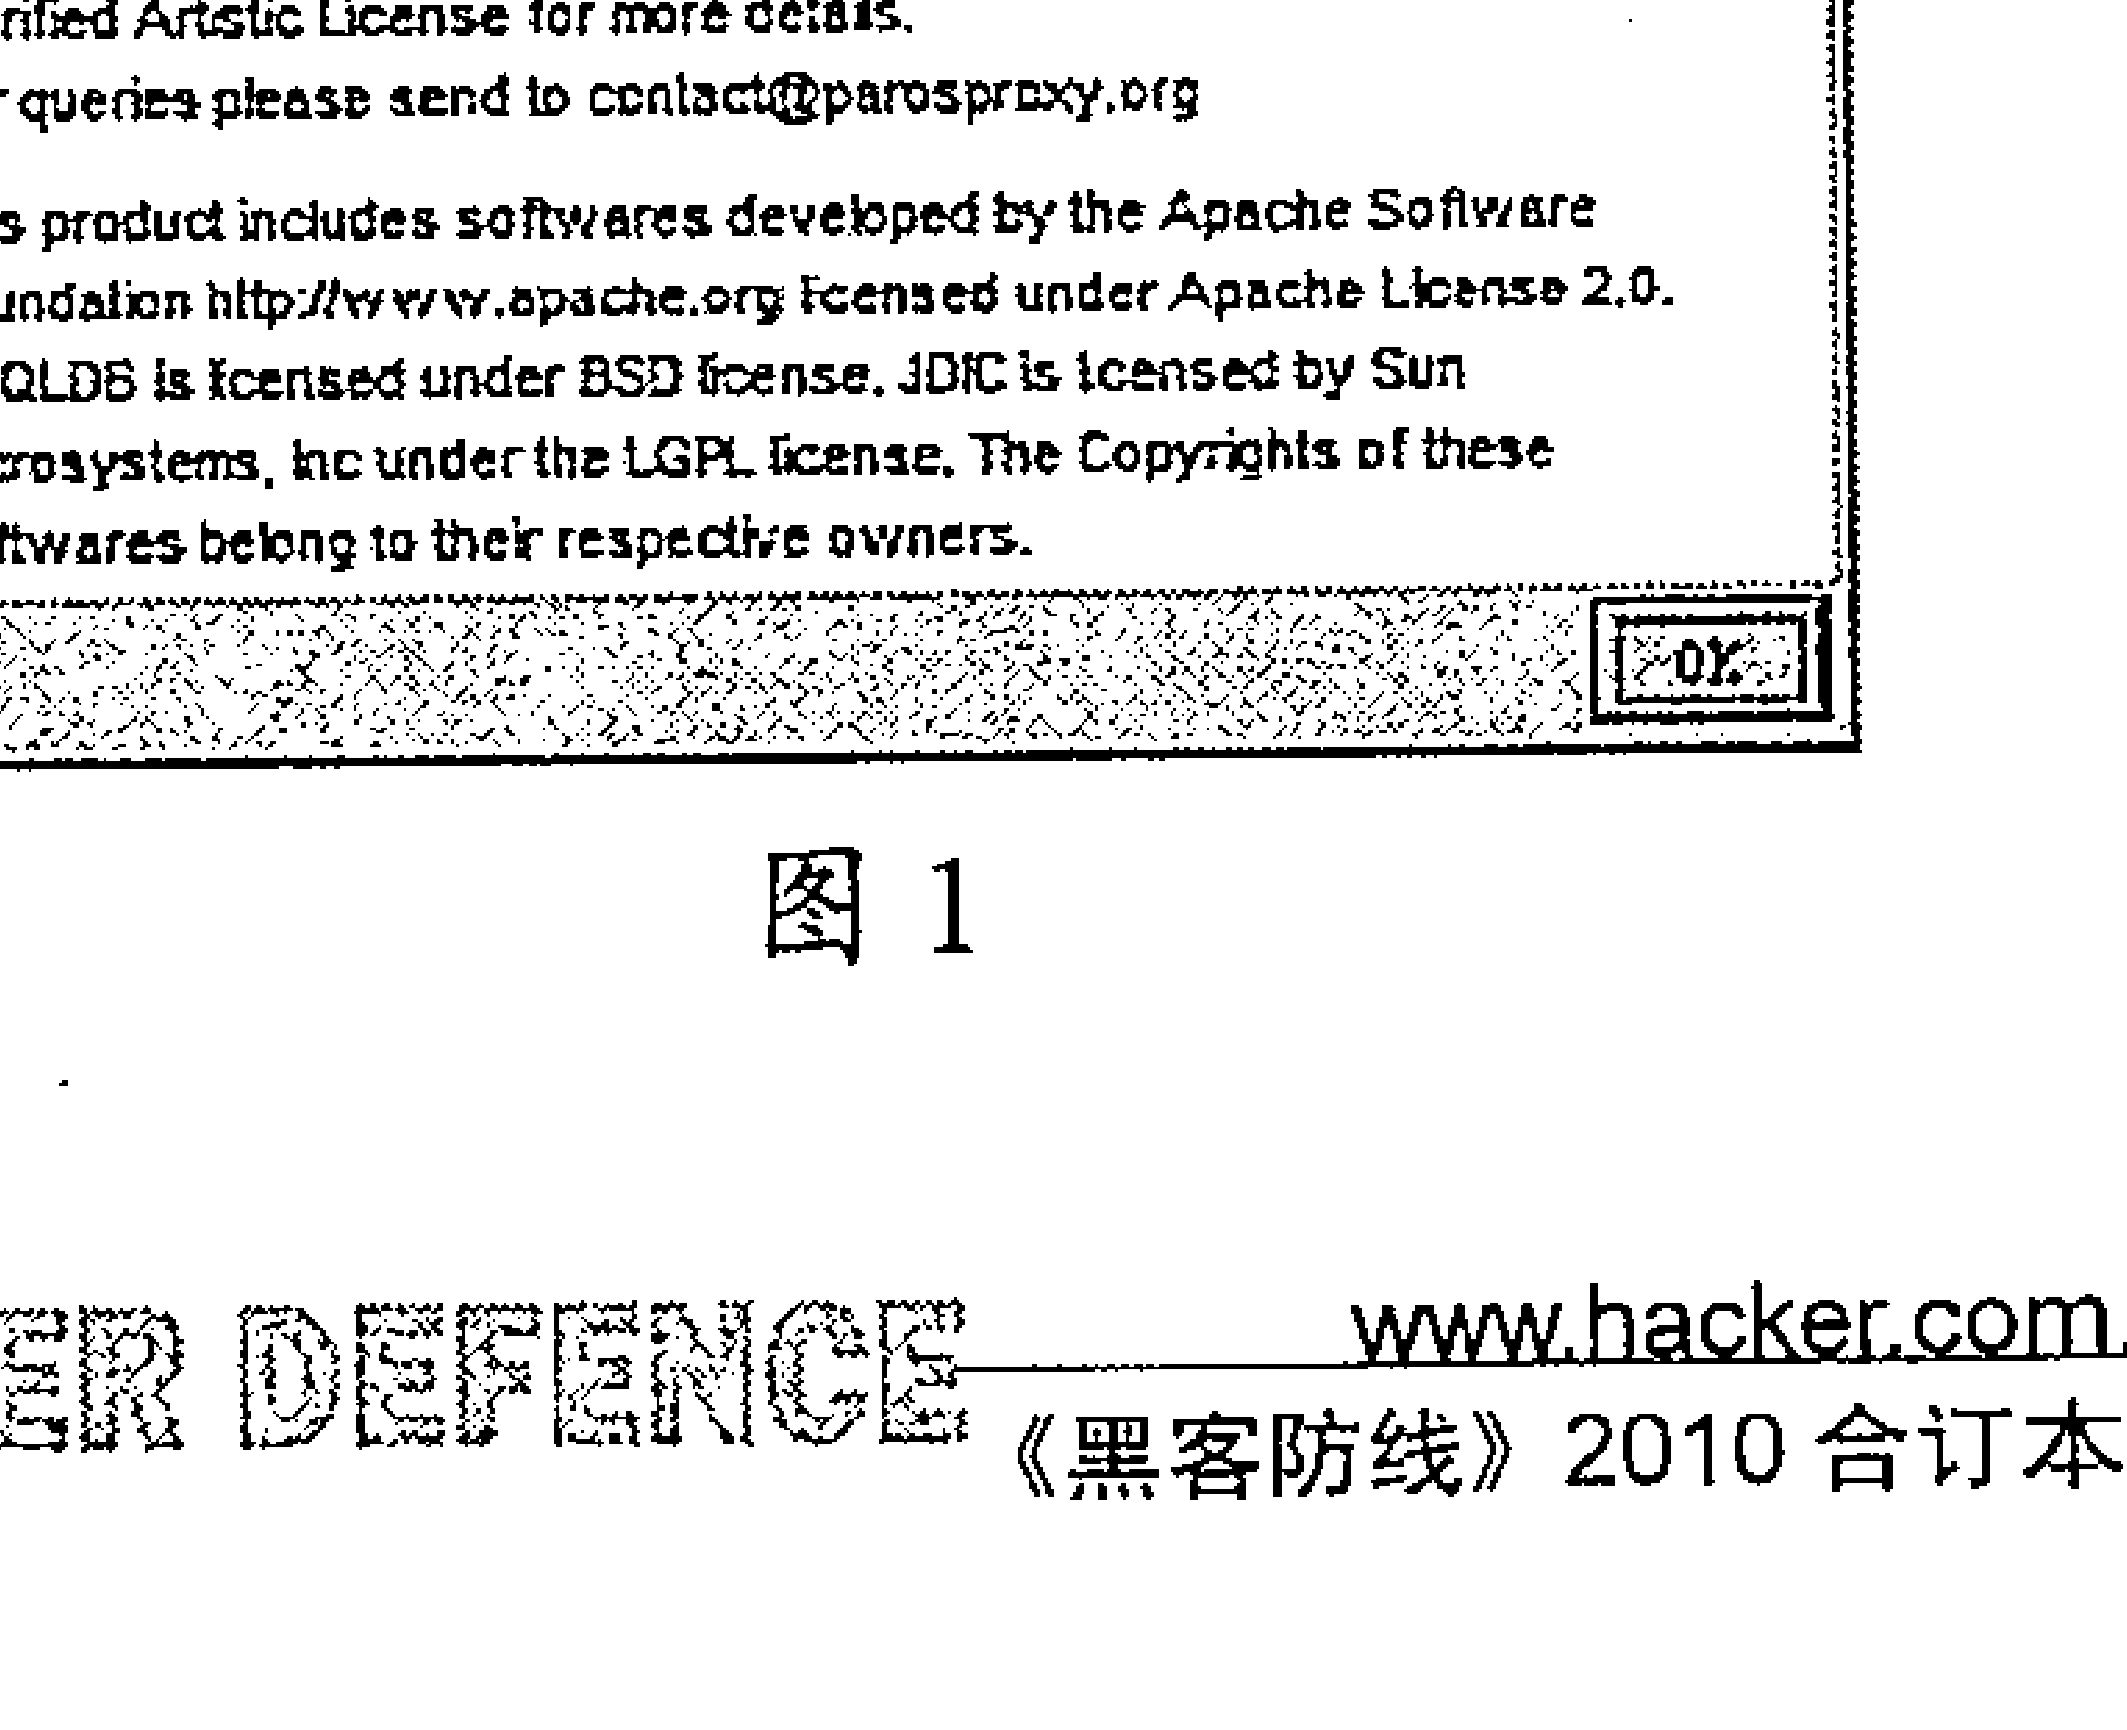 rified Artistic License for more details.
r queries please send to contact@parosproxy.org
s product includes softwares developed by the Apache Software
undation http://www.apache.org licensed under Apache License 2.0.
QLDB is licensed under BSD license. JDIC is licensed by Sun
crosystems, Inc under the LGPL license. The Copyrights of these
ftwares belong to their respective owners.
OK
图 1
ER DEFENCE
www.hacker.com.
《黑客防线》2010 合订本